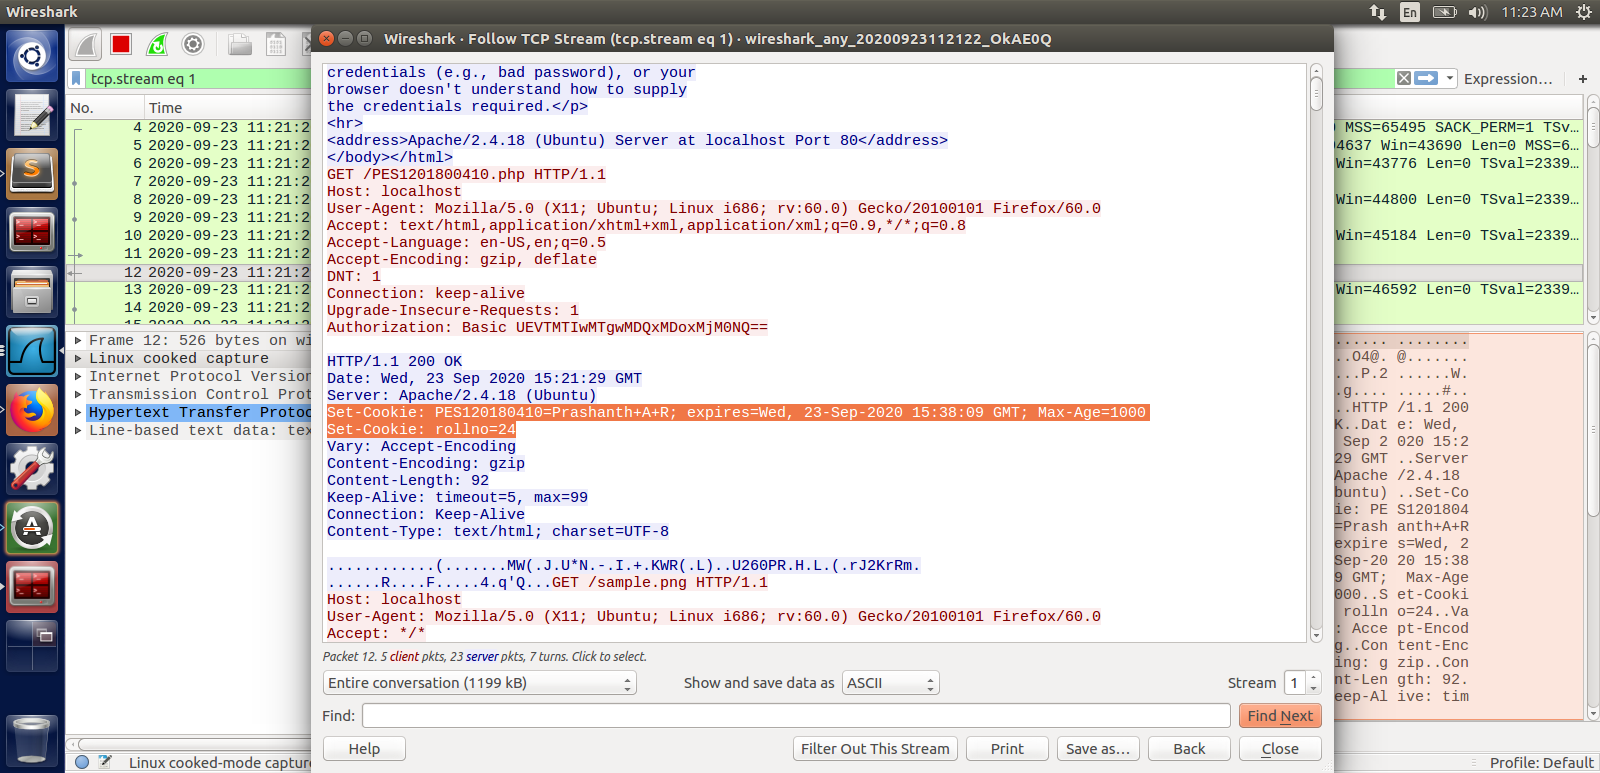 Wireshark
En
11:23 AM
Wireshark · Follow TCP Stream (tcp.stream eq 1) · wireshark_any_20200923112122_OkAE0Q
tcp.stream eq 1
Expression…
+
No. Time
4 2020-09-23 11:21:2
5 2020-09-23 11:21:2
6 2020-09-23 11:21:2
7 2020-09-23 11:21:2
8 2020-09-23 11:21:2
9 2020-09-23 11:21:2
10 2020-09-23 11:21:2
11 2020-09-23 11:21:2
12 2020-09-23 11:21:2
13 2020-09-23 11:21:2
14 2020-09-23 11:21:2
MSS=65495 SACK_PERM=1 TSv…
Win=43690 Len=0 MSS=6…
Win=43776 Len=0 TSval=2339…
Win=44800 Len=0 TSval=2339…
Win=45184 Len=0 TSval=2339…
Win=46592 Len=0 TSval=2339…
Frame 12: 526 bytes on wi
Linux cooked capture
Internet Protocol Version
Transmission Control Prot
Hypertext Transfer Protoc
Line-based text data: tex
credentials (e.g., bad password), or your
browser doesn't understand how to supply
the credentials required.</p>
<hr>
<address>Apache/2.4.18 (Ubuntu) Server at localhost Port 80</address>
</body></html>
GET /PES1201800410.php HTTP/1.1
Host: localhost
User-Agent: Mozilla/5.0 (X11; Ubuntu; Linux i686; rv:60.0) Gecko/20100101 Firefox/60.0
Accept: text/html,application/xhtml+xml,application/xml;q=0.9,*/*;q=0.8
Accept-Language: en-US,en;q=0.5
Accept-Encoding: gzip, deflate
DNT: 1
Connection: keep-alive
Upgrade-Insecure-Requests: 1
Authorization: Basic UEVTMTIwMTgwMDQxMDoxMjM0NQ==
HTTP/1.1 200 OK
Date: Wed, 23 Sep 2020 15:21:29 GMT
Server: Apache/2.4.18 (Ubuntu)
Set-Cookie: PES120180410=Prashanth+A+R; expires=Wed, 23-Sep-2020 15:38:09 GMT; Max-Age=1000
Set-Cookie: rollno=24
Vary: Accept-Encoding
Content-Encoding: gzip
Content-Length: 92
Keep-Alive: timeout=5, max=99
Connection: Keep-Alive
Content-Type: text/html; charset=UTF-8
............(.......MW(.J.U*N.-.I.+.KWR(.L)..U260PR.H.L.(.rJ2KrRm.
......R....F.....4.q'Q...GET /sample.png HTTP/1.1
Host: localhost
User-Agent: Mozilla/5.0 (X11; Ubuntu; Linux i686; rv:60.0) Gecko/20100101 Firefox/60.0
Accept: */*
...... ........
..O4@. @.......
...P.2 ......W.
.g..... .....#..
..HTTP /1.1 200
K..Dat e: Wed,
Sep 2 020 15:2
29 GMT ..Server
Apache /2.4.18
buntu) ..Set-Co
ie: PE S1201804
=Prash anth+A+R
expire s=Wed, 2
Sep-20 20 15:38
9 GMT; Max-Age
000..S et-Cooki
rolln o=24..Va
: Acce pt-Encod
g..Con tent-Enc
ing: g zip..Con
nt-Len gth: 92.
eep-Al ive: tim
Packet 12. 5 client pkts, 23 server pkts, 7 turns. Click to select.
Entire conversation (1199 kB)
Show and save data as ASCII
Stream 1
Find:
Find Next
Help
Filter Out This Stream
Print
Save as…
Back
Close
Linux cooked-mode captur
Profile: Default